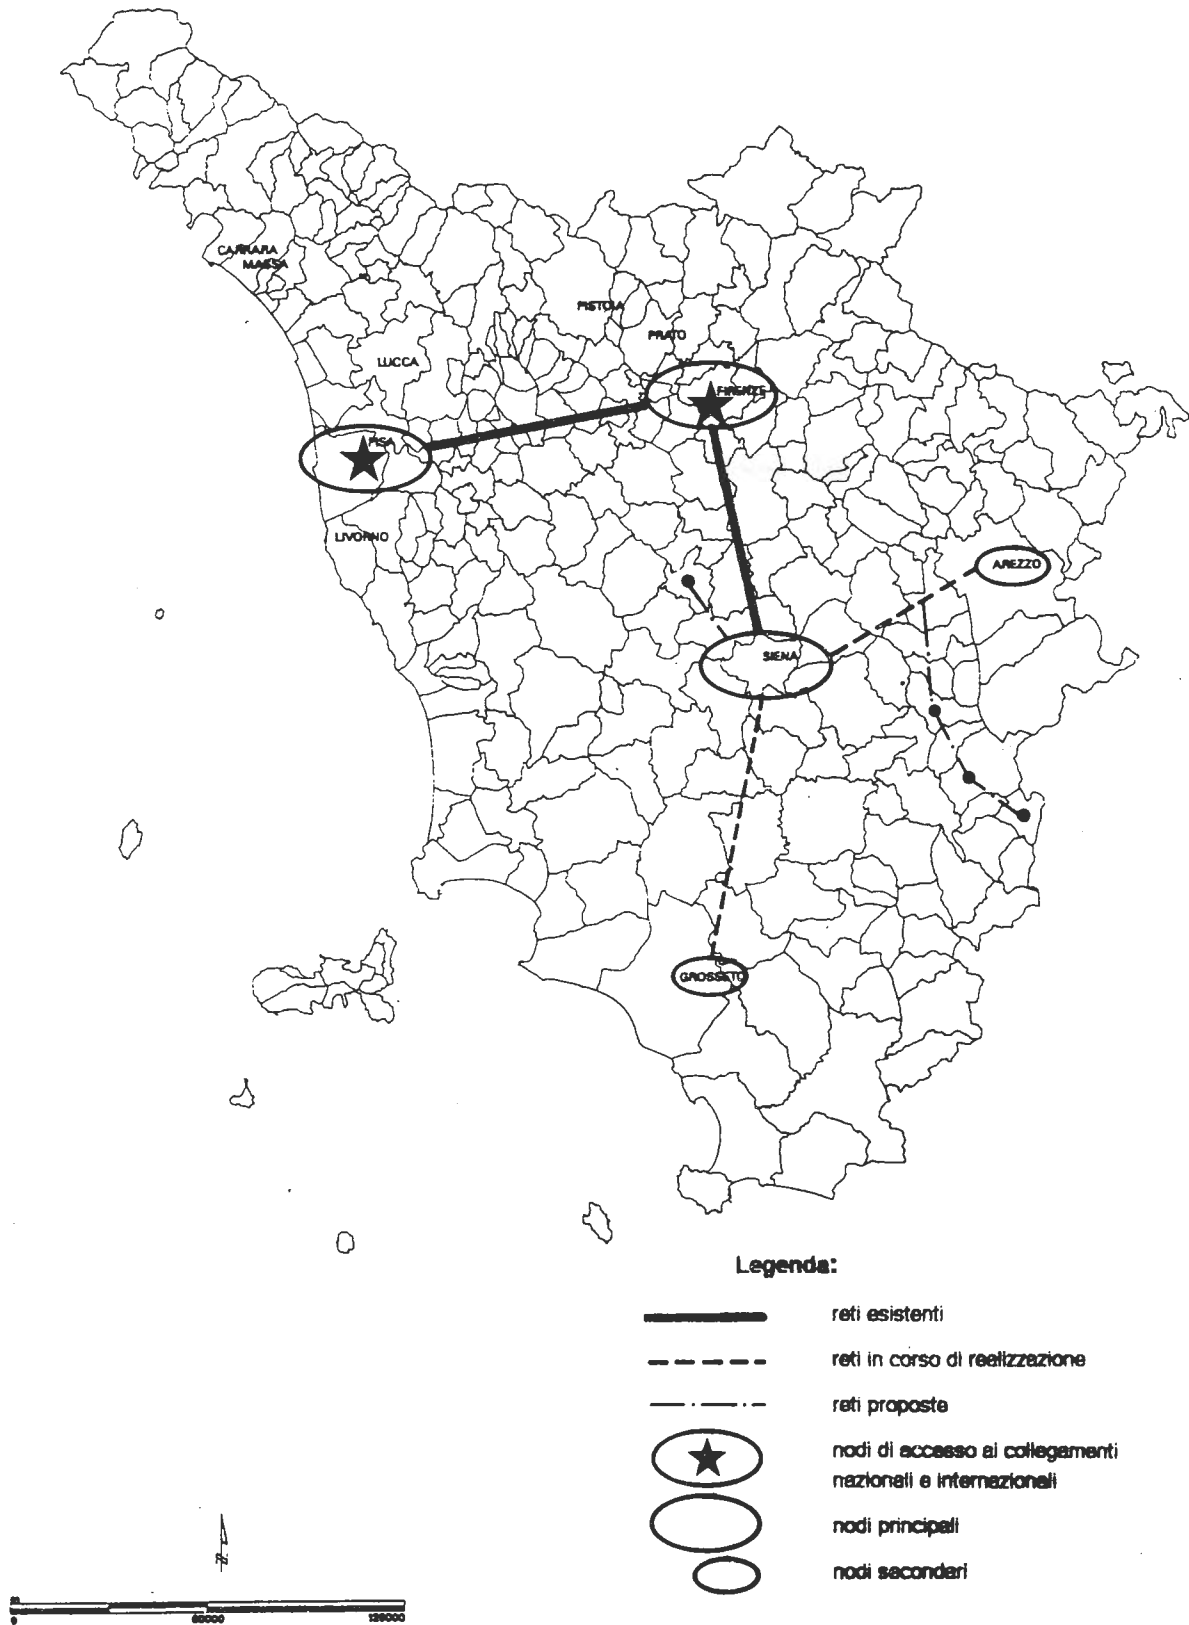 CARRARA
MASSA
PISTOIA
PRATO
LUCCA
FIRENZE
PISA
LIVORNO
AREZZO
SIENA
GROSSETO
Legenda:
reti esistenti
reti in corso di realizzazione
reti proposte
nodi di accesso ai collegamenti
nazionali e internazionali
nodi principali
nodi secondari
N
m
0 60000 120000